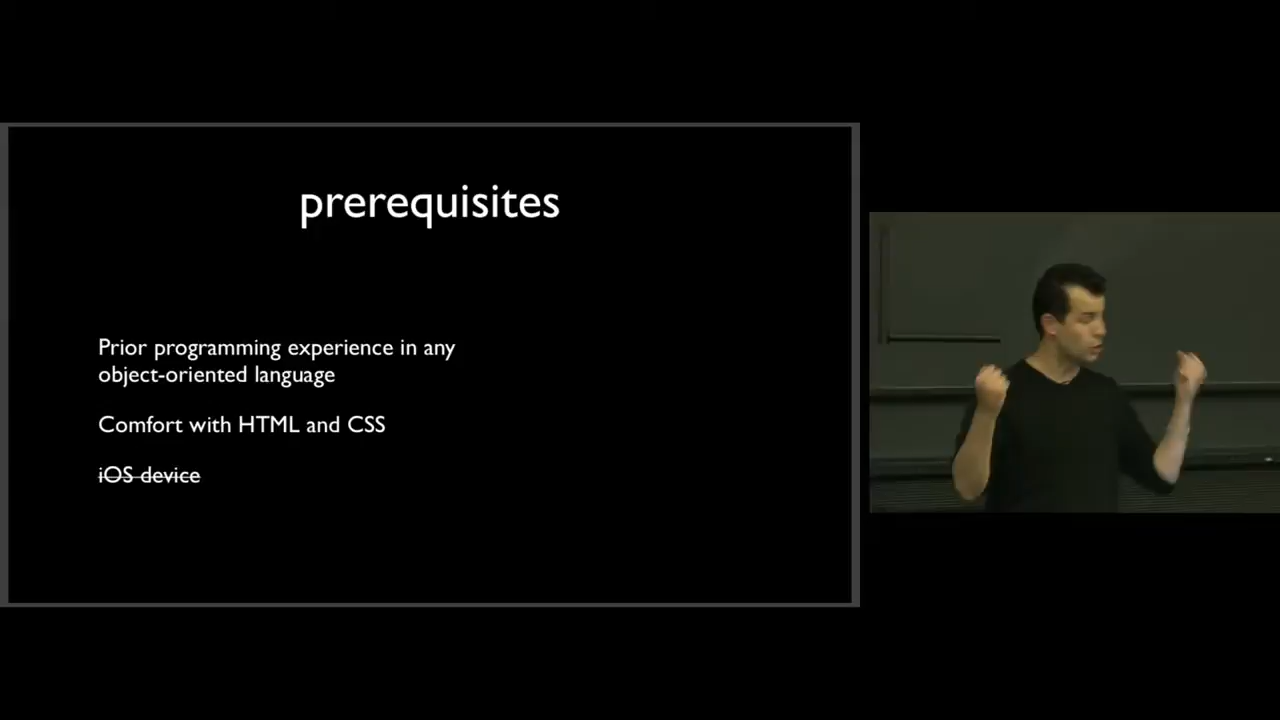 prerequisites
Prior programming experience in any
object-oriented language
Comfort with HTML and CSS
iOS device